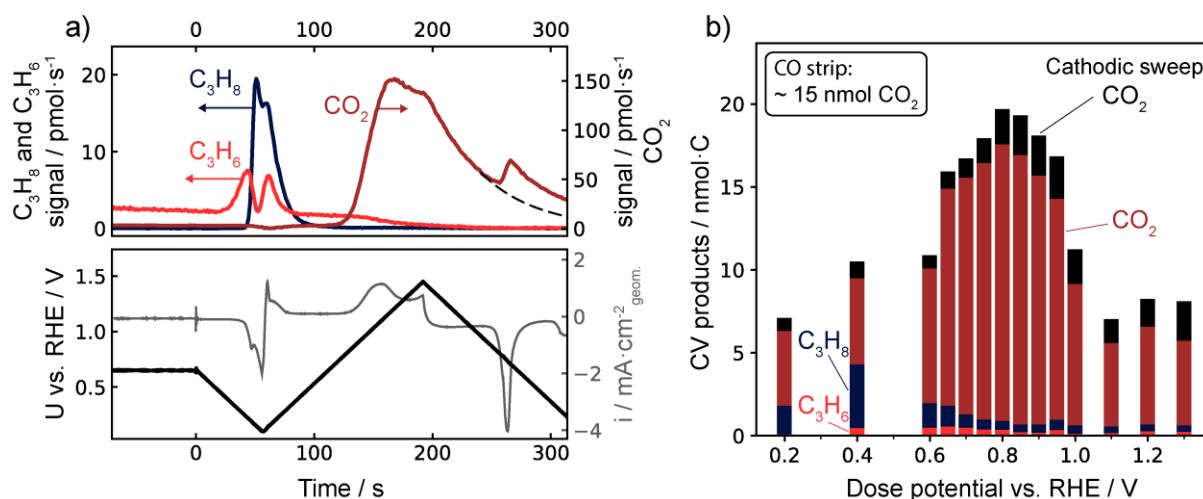 a)
0 100 200 300
C₃H₈ and C₃H₆
signal / pmol·s⁻¹
20
10
0
C₃H₈
C₃H₆
CO₂
150
100
50
0
signal / pmol·s⁻¹
CO₂
U vs. RHE / V
1.5
1.0
0.5
2
0
−2
−4
i / mA·cm⁻²geom.
0 100 200 300
Time / s
b)
CV products / nmol·C
20
15
10
5
0
CO strip:
~ 15 nmol CO₂
Cathodic sweep
CO₂
CO₂
C₃H₈
C₃H₆
0.2 0.4 0.6 0.8 1.0 1.2
Dose potential vs. RHE / V